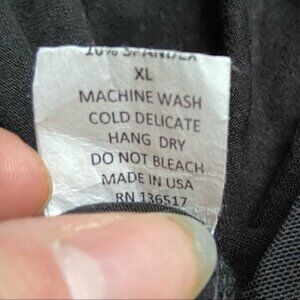 10% SPANDEX
XL
MACHINE WASH
COLD DELICATE
HANG DRY
DO NOT BLEACH
MADE IN USA
RN 136517